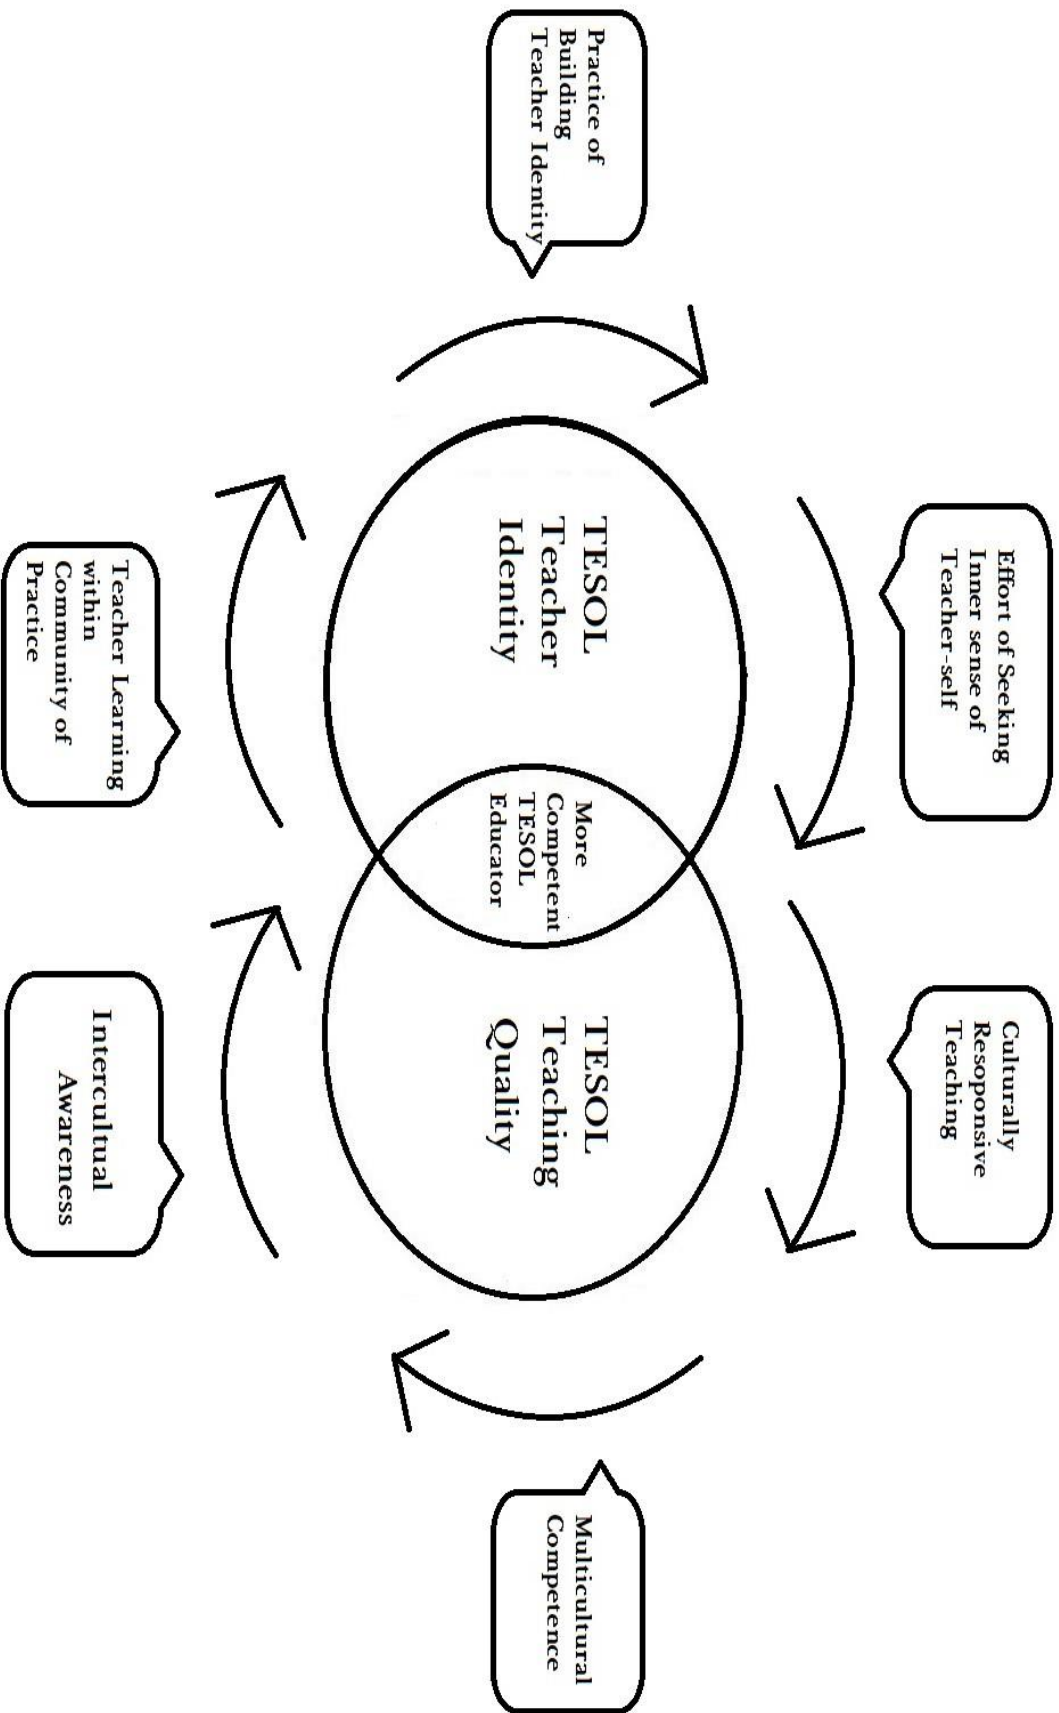 Effort of Seeking
Inner sense of
Teacher-self
Culturally
Resoponsive
Teaching
Practice of
Building
Teacher Identity
TESOL
Teacher
Identity
More
Competent
TESOL
Educator
TESOL
Teaching
Quality
Multicultural
Competence
Teacher Learning
within
Community of
Practice
Intercultual
Awareness